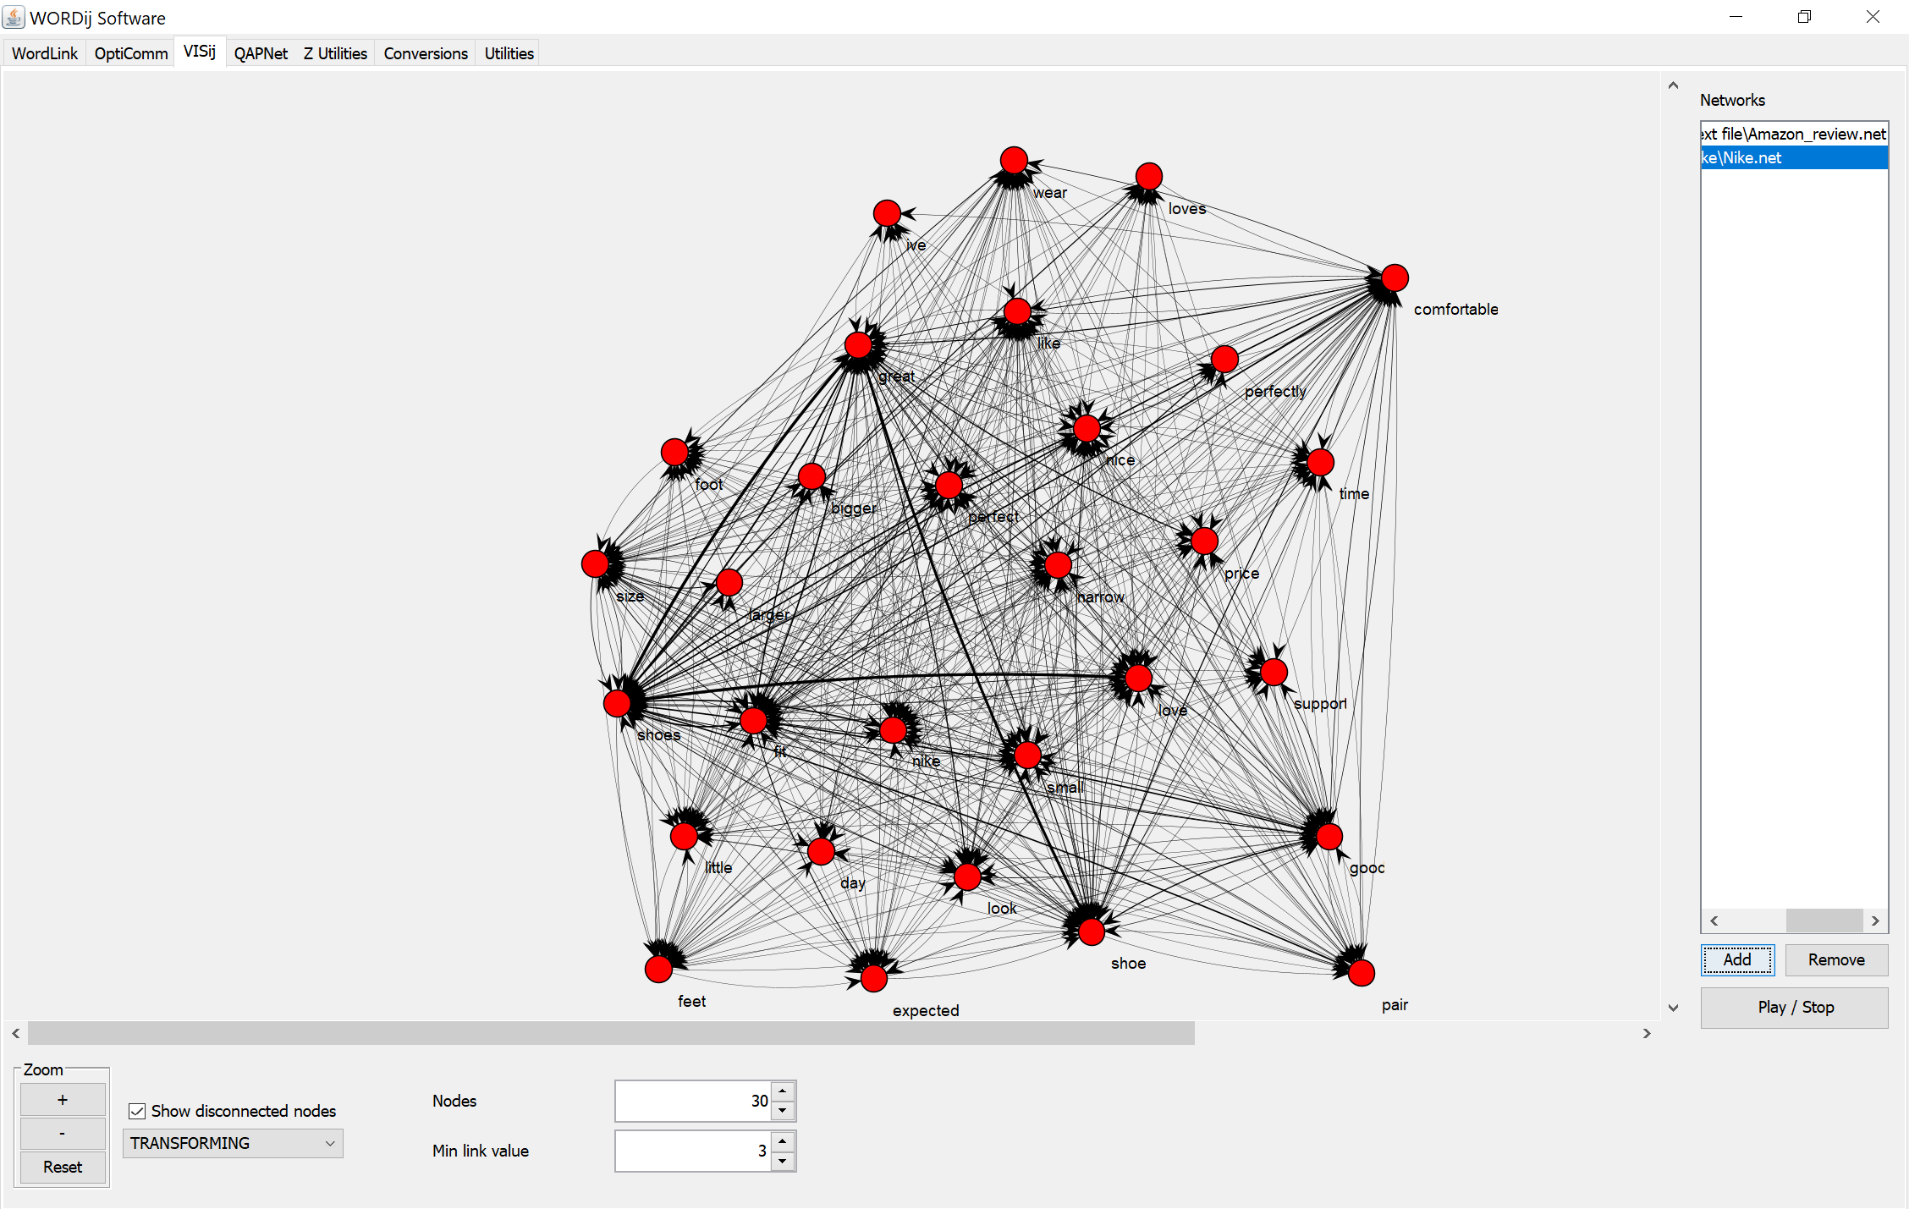 WORDij Software
WordLink OptiComm VISij QAPNet Z Utilities Conversions Utilities
Networks
ext file\Amazon_review.net
ke\Nike.net
wear
loves
ive
comfortable
like
great
perfectly
nice
foot
time
bigger
perfect
price
size
narrow
larger
love
support
shoes
fit
nike
small
little
day
good
look
shoe
feet
expected
pair
Add Remove
Play / Stop
Zoom
+
-
Reset
Show disconnected nodes
TRANSFORMING
Nodes 30
Min link value 3